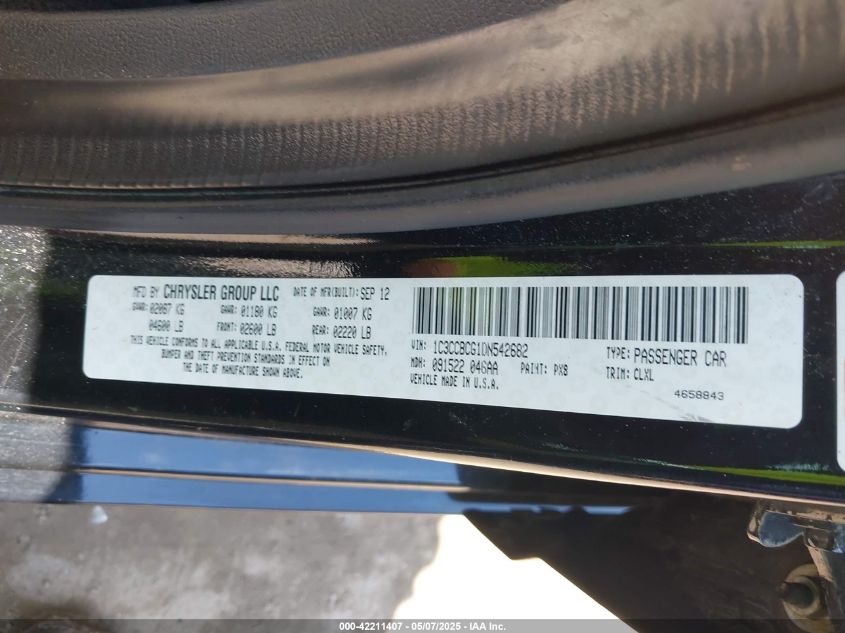 MFD BY CHRYSLER GROUP LLC DATE OF MFR(BUILT): SEP 12
GVWR: 02087 KG GAWR: 01180 KG GAWR: 01007 KG
04600 LB FRONT: 02600 LB REAR: 02220 LB
THIS VEHICLE CONFORMS TO ALL APPLICABLE U.S.A. FEDERAL MOTOR VEHICLE SAFETY,
BUMPER AND THEFT PREVENTION STANDARDS IN EFFECT ON
THE DATE OF MANUFACTURE SHOWN ABOVE.
VIN: 1C3CCBCG1DN542682 TYPE: PASSENGER CAR
MDH: 091522 046AA PAINT: PX8 TRIM: CLXL
VEHICLE MADE IN U.S.A.
4658843
000-42211407 - 05/07/2025 - IAA Inc.